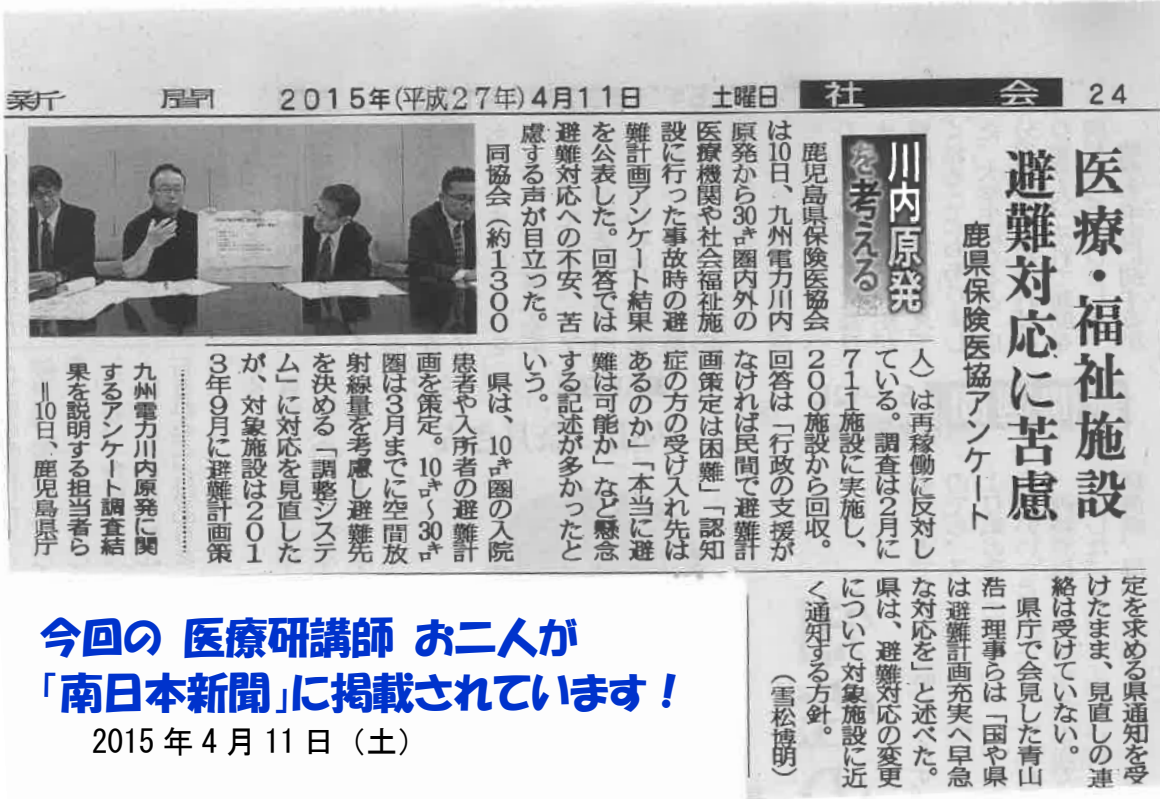 新 聞 2015年(平成27年)4月11日 土曜日 社会 24
医療・福祉施設
避難対応に苦慮
鹿県保険医協アンケート
川内原発
を考える
鹿児島県保険医協会
は10日、九州電力川内
原発から30㌔圏内外の
医療機関や社会福祉施
設に行った事故時の避
難計画アンケート結果
を公表した。回答では
避難対応への不安、苦
慮する声が目立った。
同協会(約1300
人)は再稼働に反対し
ている。調査は2月に
711施設に実施し、
200施設から回収。
回答は「行政の支援が
なければ民間で避難計
画策定は困難」「認知
症の方の受け入れ先は
あるのか」「本当に避
難は可能か」など懸念
する記述が多かったと
いう。
県は、10㌔圏の入院
患者や入所者の避難計
画を策定。10㌔~30㌔
圏は3月までに空間放
射線量を考慮し避難先
を決める「調整システ
ム」に対応を見直した
が、対象施設は201
3年9月に避難計画策
定を求める県通知を受
けたまま、見直しの連
絡は受けていない。
県庁で会見した青山
浩一理事らは「国や県
は避難計画充実へ早急
な対応を」と述べた。
県は、避難対応の変更
について対象施設に近
く通知する方針。
(雪松博明)
九州電力川内原発に関
するアンケート調査結
果を説明する担当者ら
=10日、鹿児島県庁
今回の 医療研講師 お二人が
「南日本新聞」に掲載されています!
2015年4月11日(土)